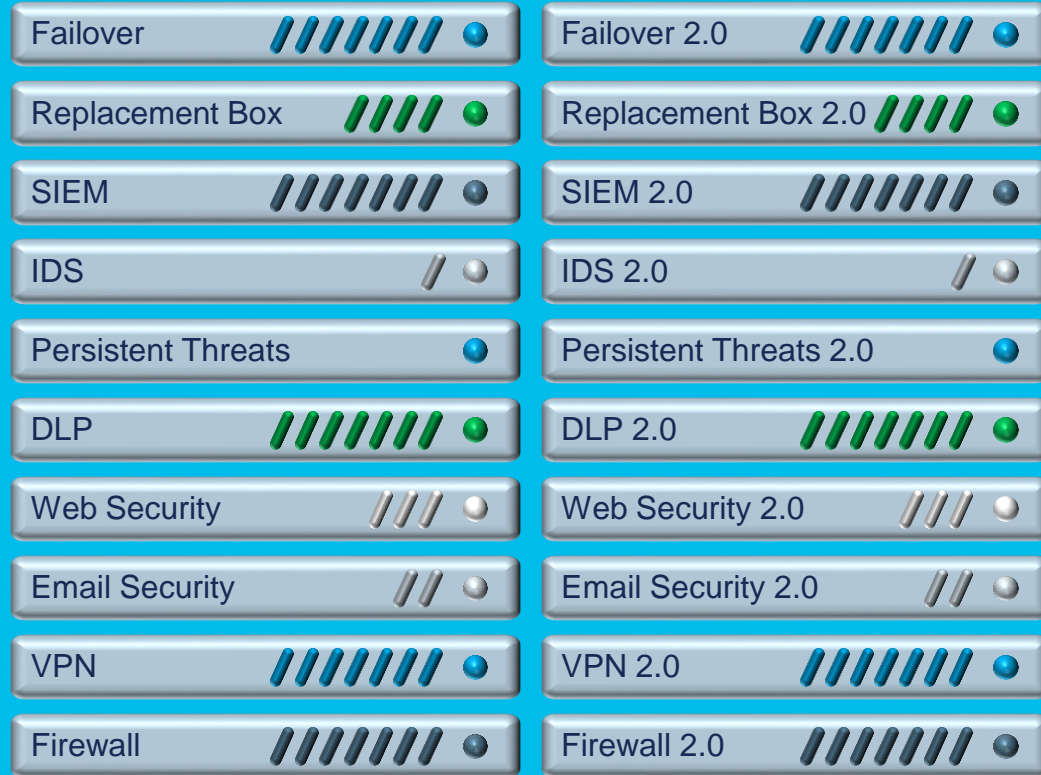 Failover
Failover 2.0
Replacement Box
Replacement Box 2.0
SIEM
SIEM 2.0
IDS
IDS 2.0
Persistent Threats
Persistent Threats 2.0
DLP
DLP 2.0
Web Security
Web Security 2.0
Email Security
Email Security 2.0
VPN
VPN 2.0
Firewall
Firewall 2.0